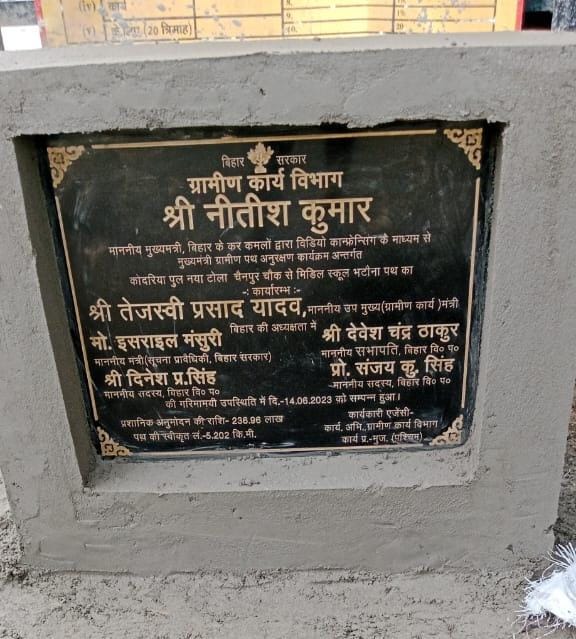 (iv) कार्य
(v)
(20 त्रिमाह)
बिहार सरकार
ग्रामीण कार्य विभाग
श्री नीतीश कुमार
माननीय मुख्यमंत्री, बिहार के कर कमलों द्वारा विडियो कान्फ्रेन्सिंग के माध्यम से
मुख्यमंत्री ग्रामीण पथ अनुरक्षण कार्यक्रम अन्तर्गत
कोदरिया पुल नया टोला चैनपुर चौक से मिडिल स्कूल भटौना पथ का
-: कार्यारम्भ :-
श्री तेजस्वी प्रसाद यादव, माननीय उप मुख्य(ग्रामीण कार्य )मंत्री
बिहार की अध्यक्षता में
मो. इसराइल मंसुरी
माननीय मंत्री(सूचना प्रावैधिकी, बिहार सरकार)
श्री देवेश चंद्र ठाकुर
माननीय सभापति, बिहार वि० प०
श्री दिनेश प्र.सिंह
माननीय सदस्य, बिहार वि० प०
प्रो. संजय कु. सिंह
माननीय सदस्य, बिहार वि० प०
की गरिमामयी उपस्थिति में दि,-14.06.2023 को सम्पन्न हुआ।
प्रशानिक अनुमोदन की राशि- 236.96 लाख
पथ की स्वीकृत लं.-5.202 कि.मी.
कार्यकारी एजेंसी-
कार्य, अभि, ग्रामीण कार्य विभाग
कार्य प्र.-मुज. (पश्चिम)